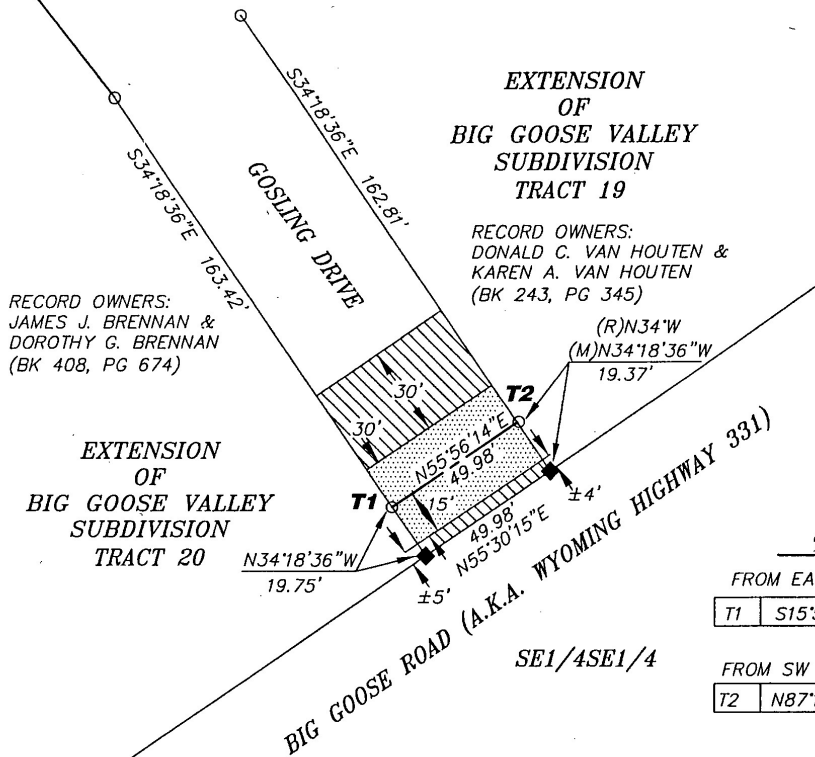 S34°18'36"E 162.81'
S34°18'36"E 163.42'
GOSLING DRIVE
EXTENSION
OF
BIG GOOSE VALLEY
SUBDIVISION
TRACT 19
RECORD OWNERS:
DONALD C. VAN HOUTEN &
KAREN A. VAN HOUTEN
(BK 243, PG 345)
RECORD OWNERS:
JAMES J. BRENNAN &
DOROTHY G. BRENNAN
(BK 408, PG 674)
(R)N34°W
(M)N34°18'36"W
19.37'
30'
30'
T2
N55°56'14"E
49.98'
T1
15'
±4'
49.98'
N55°30'15"E
±5'
EXTENSION
OF
BIG GOOSE VALLEY
SUBDIVISION
TRACT 20
N34°18'36"W
19.75'
BIG GOOSE ROAD (A.K.A. WYOMING HIGHWAY 331)
SE1/4SE1/4
FROM EA
T1 S15°
FROM SW
T2 N87°